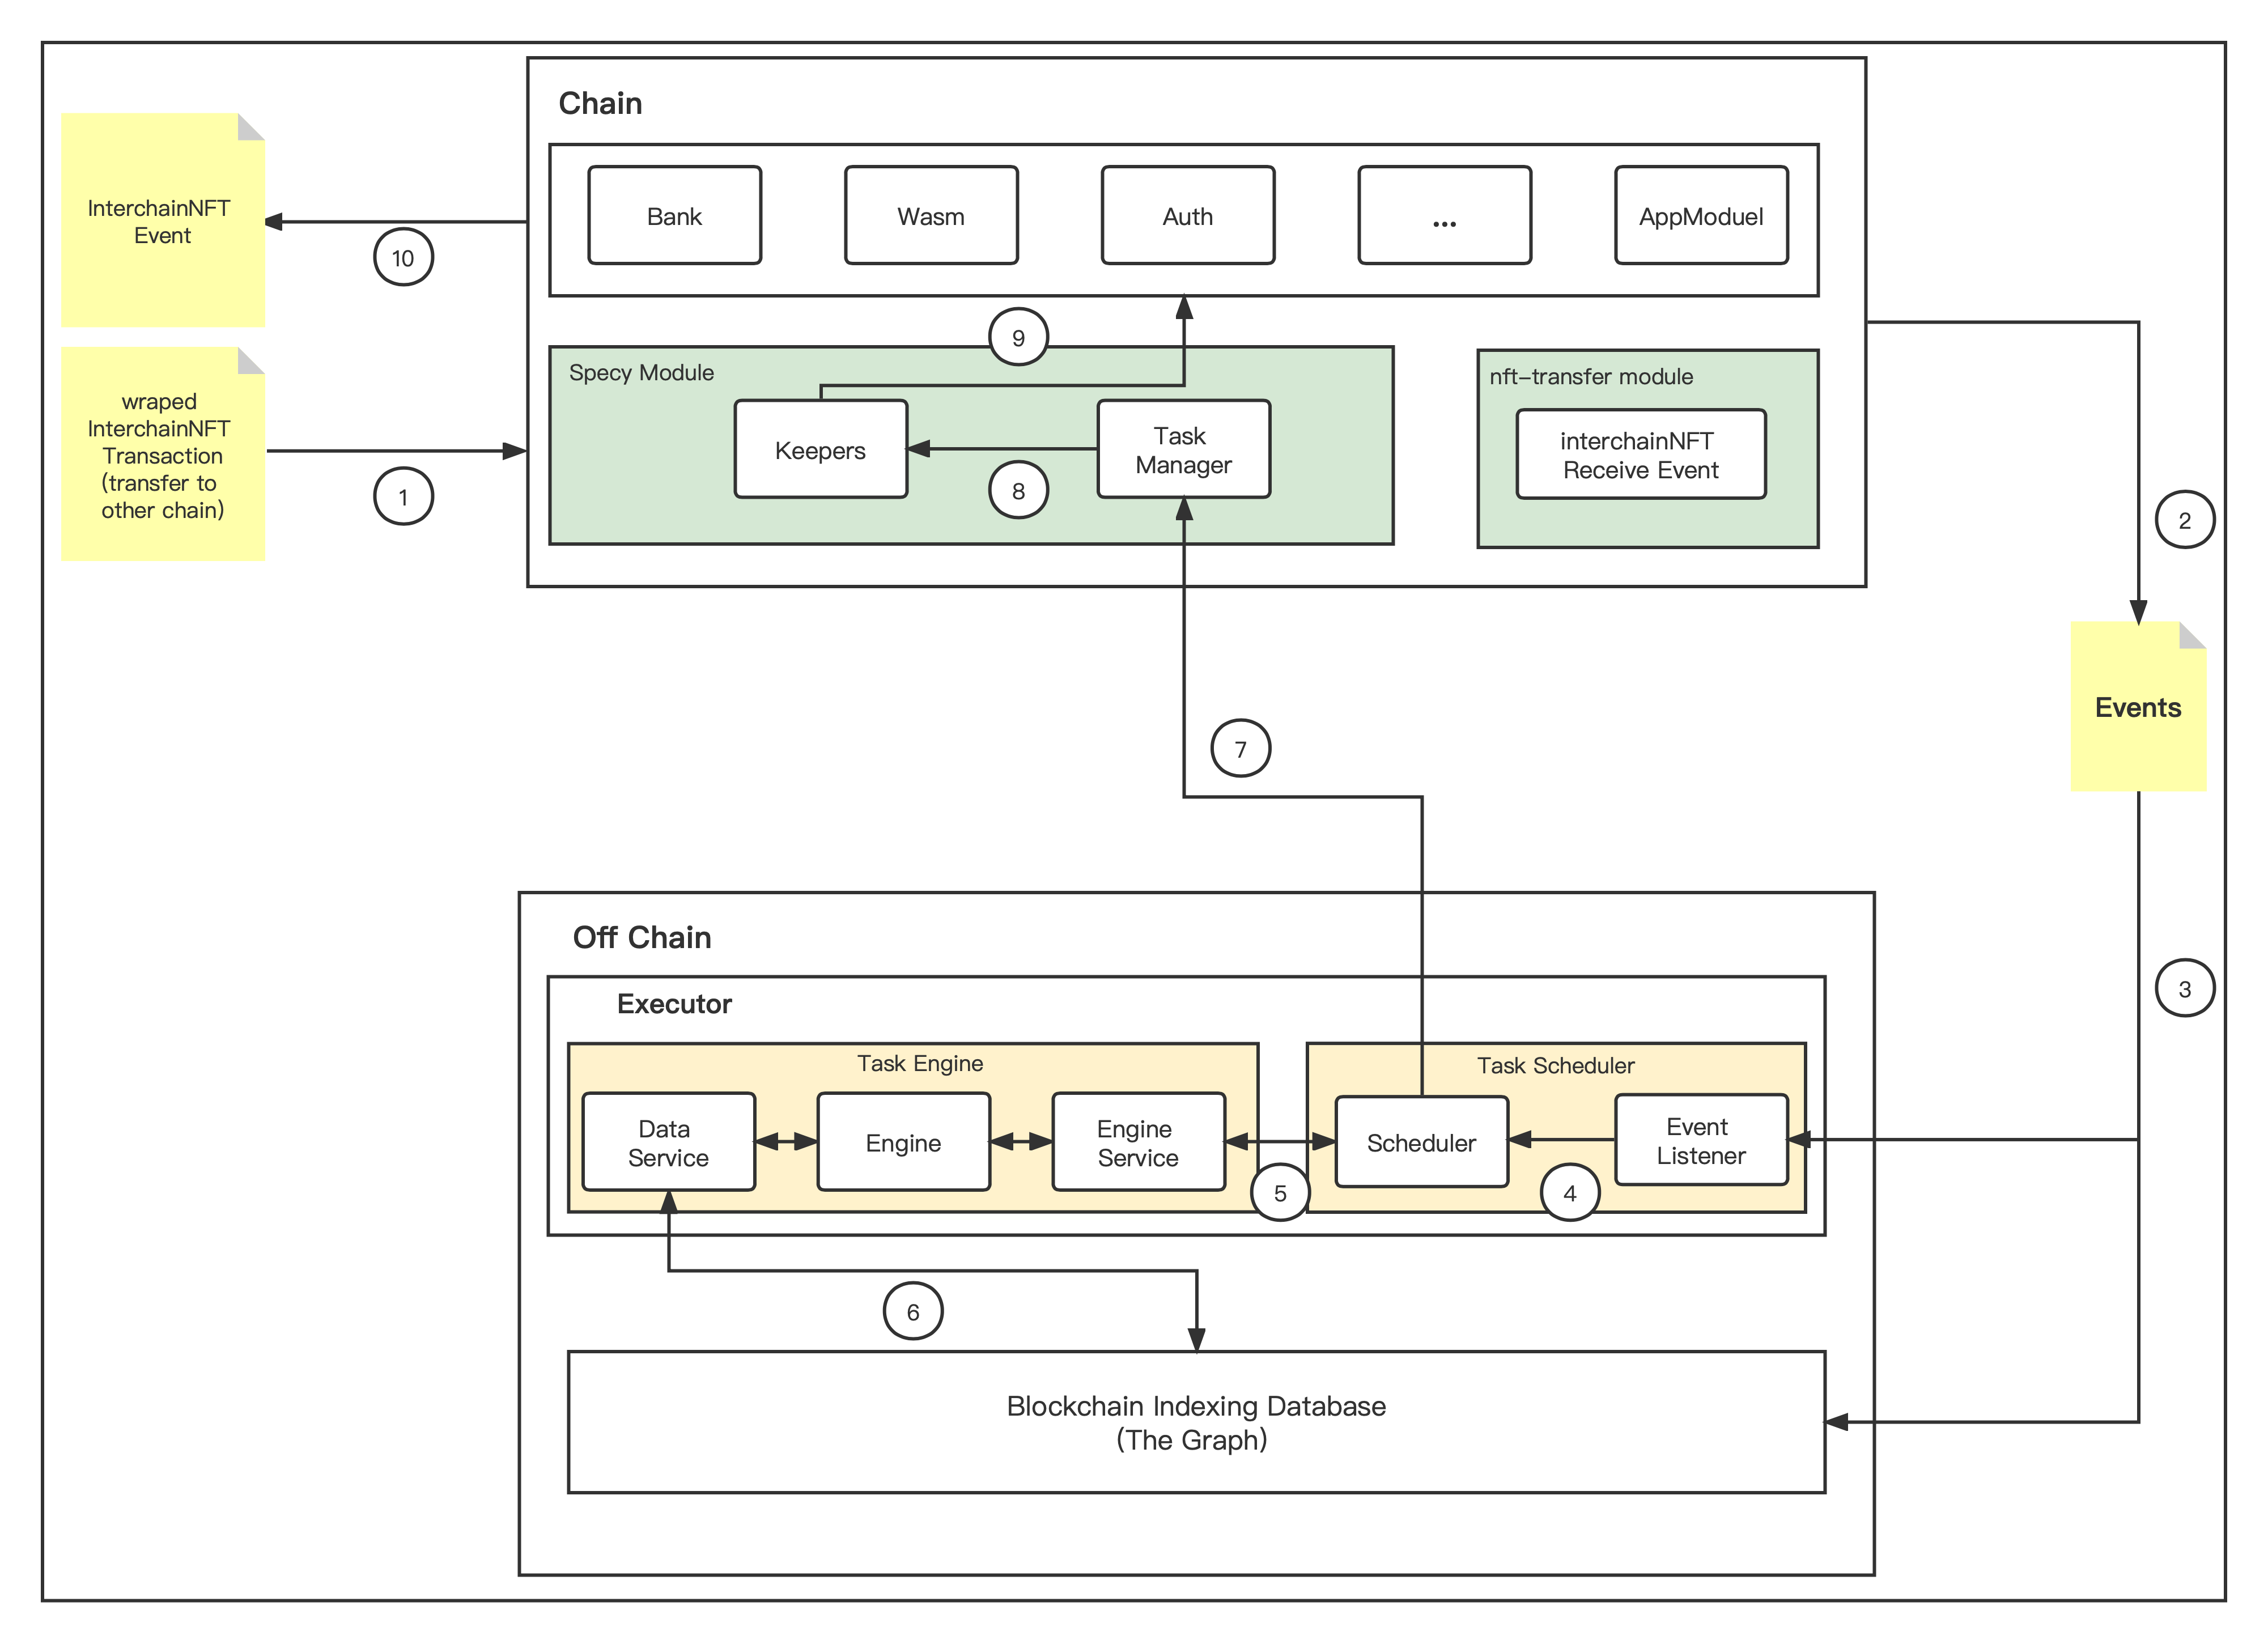 Chain
Bank
Wasm
Auth
...
AppModuel
InterchainNFT
Event
10
9
Specy Module
Keepers
Task
Manager
8
nft-transfer module
interchainNFT
Receive Event
wraped
InterchainNFT
Transaction
(transfer to
other chain)
1
2
Events
7
3
Off Chain
Executor
Task Engine
Data
Service
Engine
Engine
Service
5
Task Scheduler
Scheduler
4
Event
Listener
6
Blockchain Indexing Database
(The Graph)